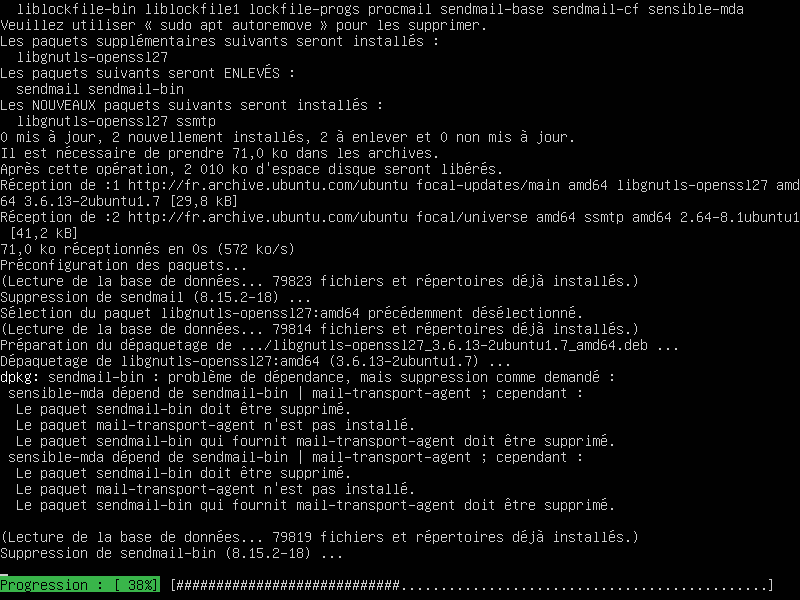 liblockfile-bin liblockfile1 lockfile-progs procmail sendmail-base sendmail-cf sensible-mda
Veuillez utiliser « sudo apt autoremove » pour les supprimer.
Les paquets supplémentaires suivants seront installés :
libgnutls-openssl27
Les paquets suivants seront ENLEVÉS :
sendmail sendmail-bin
Les NOUVEAUX paquets suivants seront installés :
libgnutls-openssl27 ssmtp
0 mis à jour, 2 nouvellement installés, 2 à enlever et 0 non mis à jour.
Il est nécessaire de prendre 71,0 ko dans les archives.
Après cette opération, 2 010 ko d'espace disque seront libérés.
Réception de :1 http://fr.archive.ubuntu.com/ubuntu focal-updates/main amd64 libgnutls-openssl27 amd
64 3.6.13-2ubuntu1.7 [29,8 kB]
Réception de :2 http://fr.archive.ubuntu.com/ubuntu focal/universe amd64 ssmtp amd64 2.64-8.1ubuntu1
[41,2 kB]
71,0 ko réceptionnés en 0s (572 ko/s)
Préconfiguration des paquets...
(Lecture de la base de données... 79823 fichiers et répertoires déjà installés.)
Suppression de sendmail (8.15.2-18) ...
Sélection du paquet libgnutls-openssl27:amd64 précédemment désélectionné.
(Lecture de la base de données... 79814 fichiers et répertoires déjà installés.)
Préparation du dépaquetage de .../libgnutls-openssl27_3.6.13-2ubuntu1.7_amd64.deb ...
Dépaquetage de libgnutls-openssl27:amd64 (3.6.13-2ubuntu1.7) ...
dpkg: sendmail-bin : problème de dépendance, mais suppression comme demandé :
sensible-mda dépend de sendmail-bin | mail-transport-agent ; cependant :
Le paquet sendmail-bin doit être supprimé.
Le paquet mail-transport-agent n'est pas installé.
Le paquet sendmail-bin qui fournit mail-transport-agent doit être supprimé.
sensible-mda dépend de sendmail-bin | mail-transport-agent ; cependant :
Le paquet sendmail-bin doit être supprimé.
Le paquet mail-transport-agent n'est pas installé.
Le paquet sendmail-bin qui fournit mail-transport-agent doit être supprimé.
(Lecture de la base de données... 79819 fichiers et répertoires déjà installés.)
Suppression de sendmail-bin (8.15.2-18) ...
Progression : [ 38%] [############################..............................................]